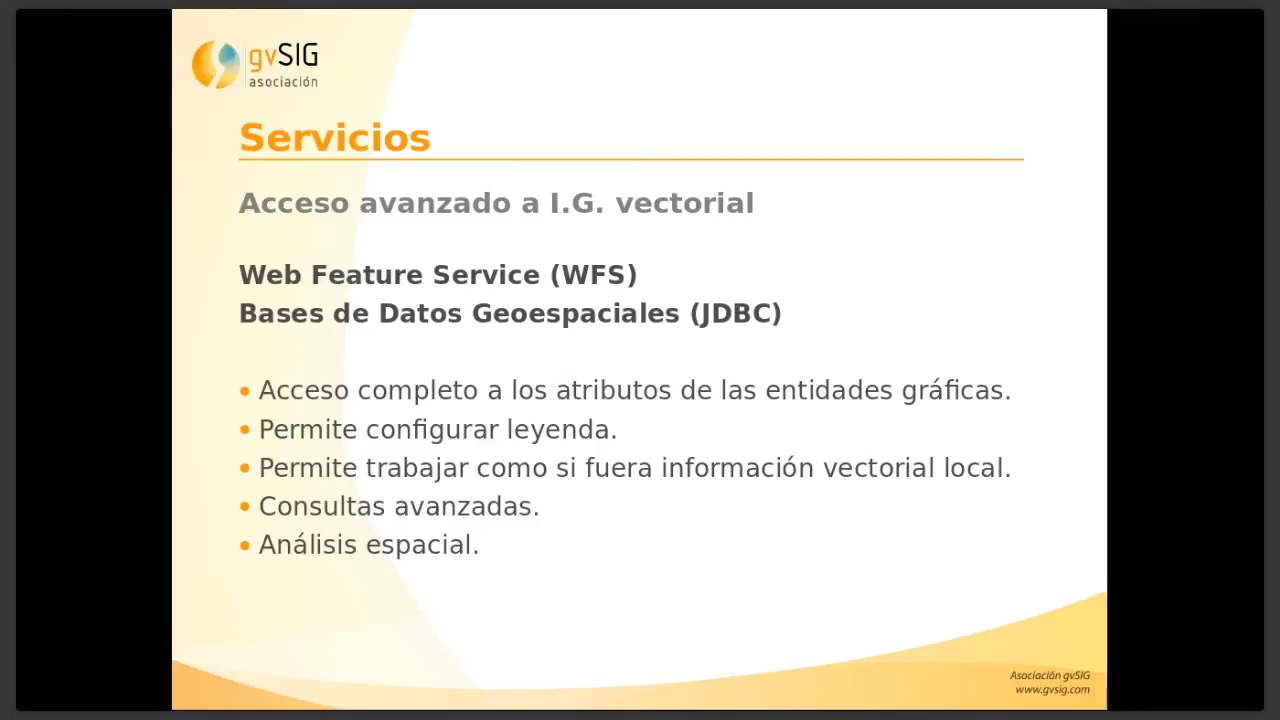 gvSIG
asociación
Servicios
Acceso avanzado a I.G. vectorial
Web Feature Service (WFS)
Bases de Datos Geoespaciales (JDBC)
• Acceso completo a los atributos de las entidades gráficas.
• Permite configurar leyenda.
• Permite trabajar como si fuera información vectorial local.
• Consultas avanzadas.
• Análisis espacial.
Asociación gvSIG
www.gvsig.com